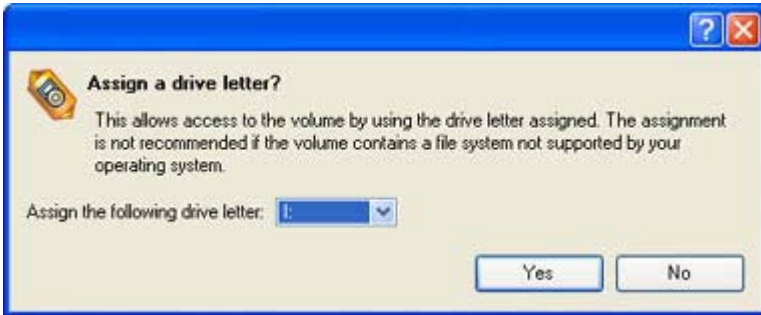 Assign a drive letter?
This allows access to the volume by using the drive letter assigned. The assignment
is not recommended if the volume contains a file system not supported by your
operating system.
Assign the following drive letter: I:
Yes No